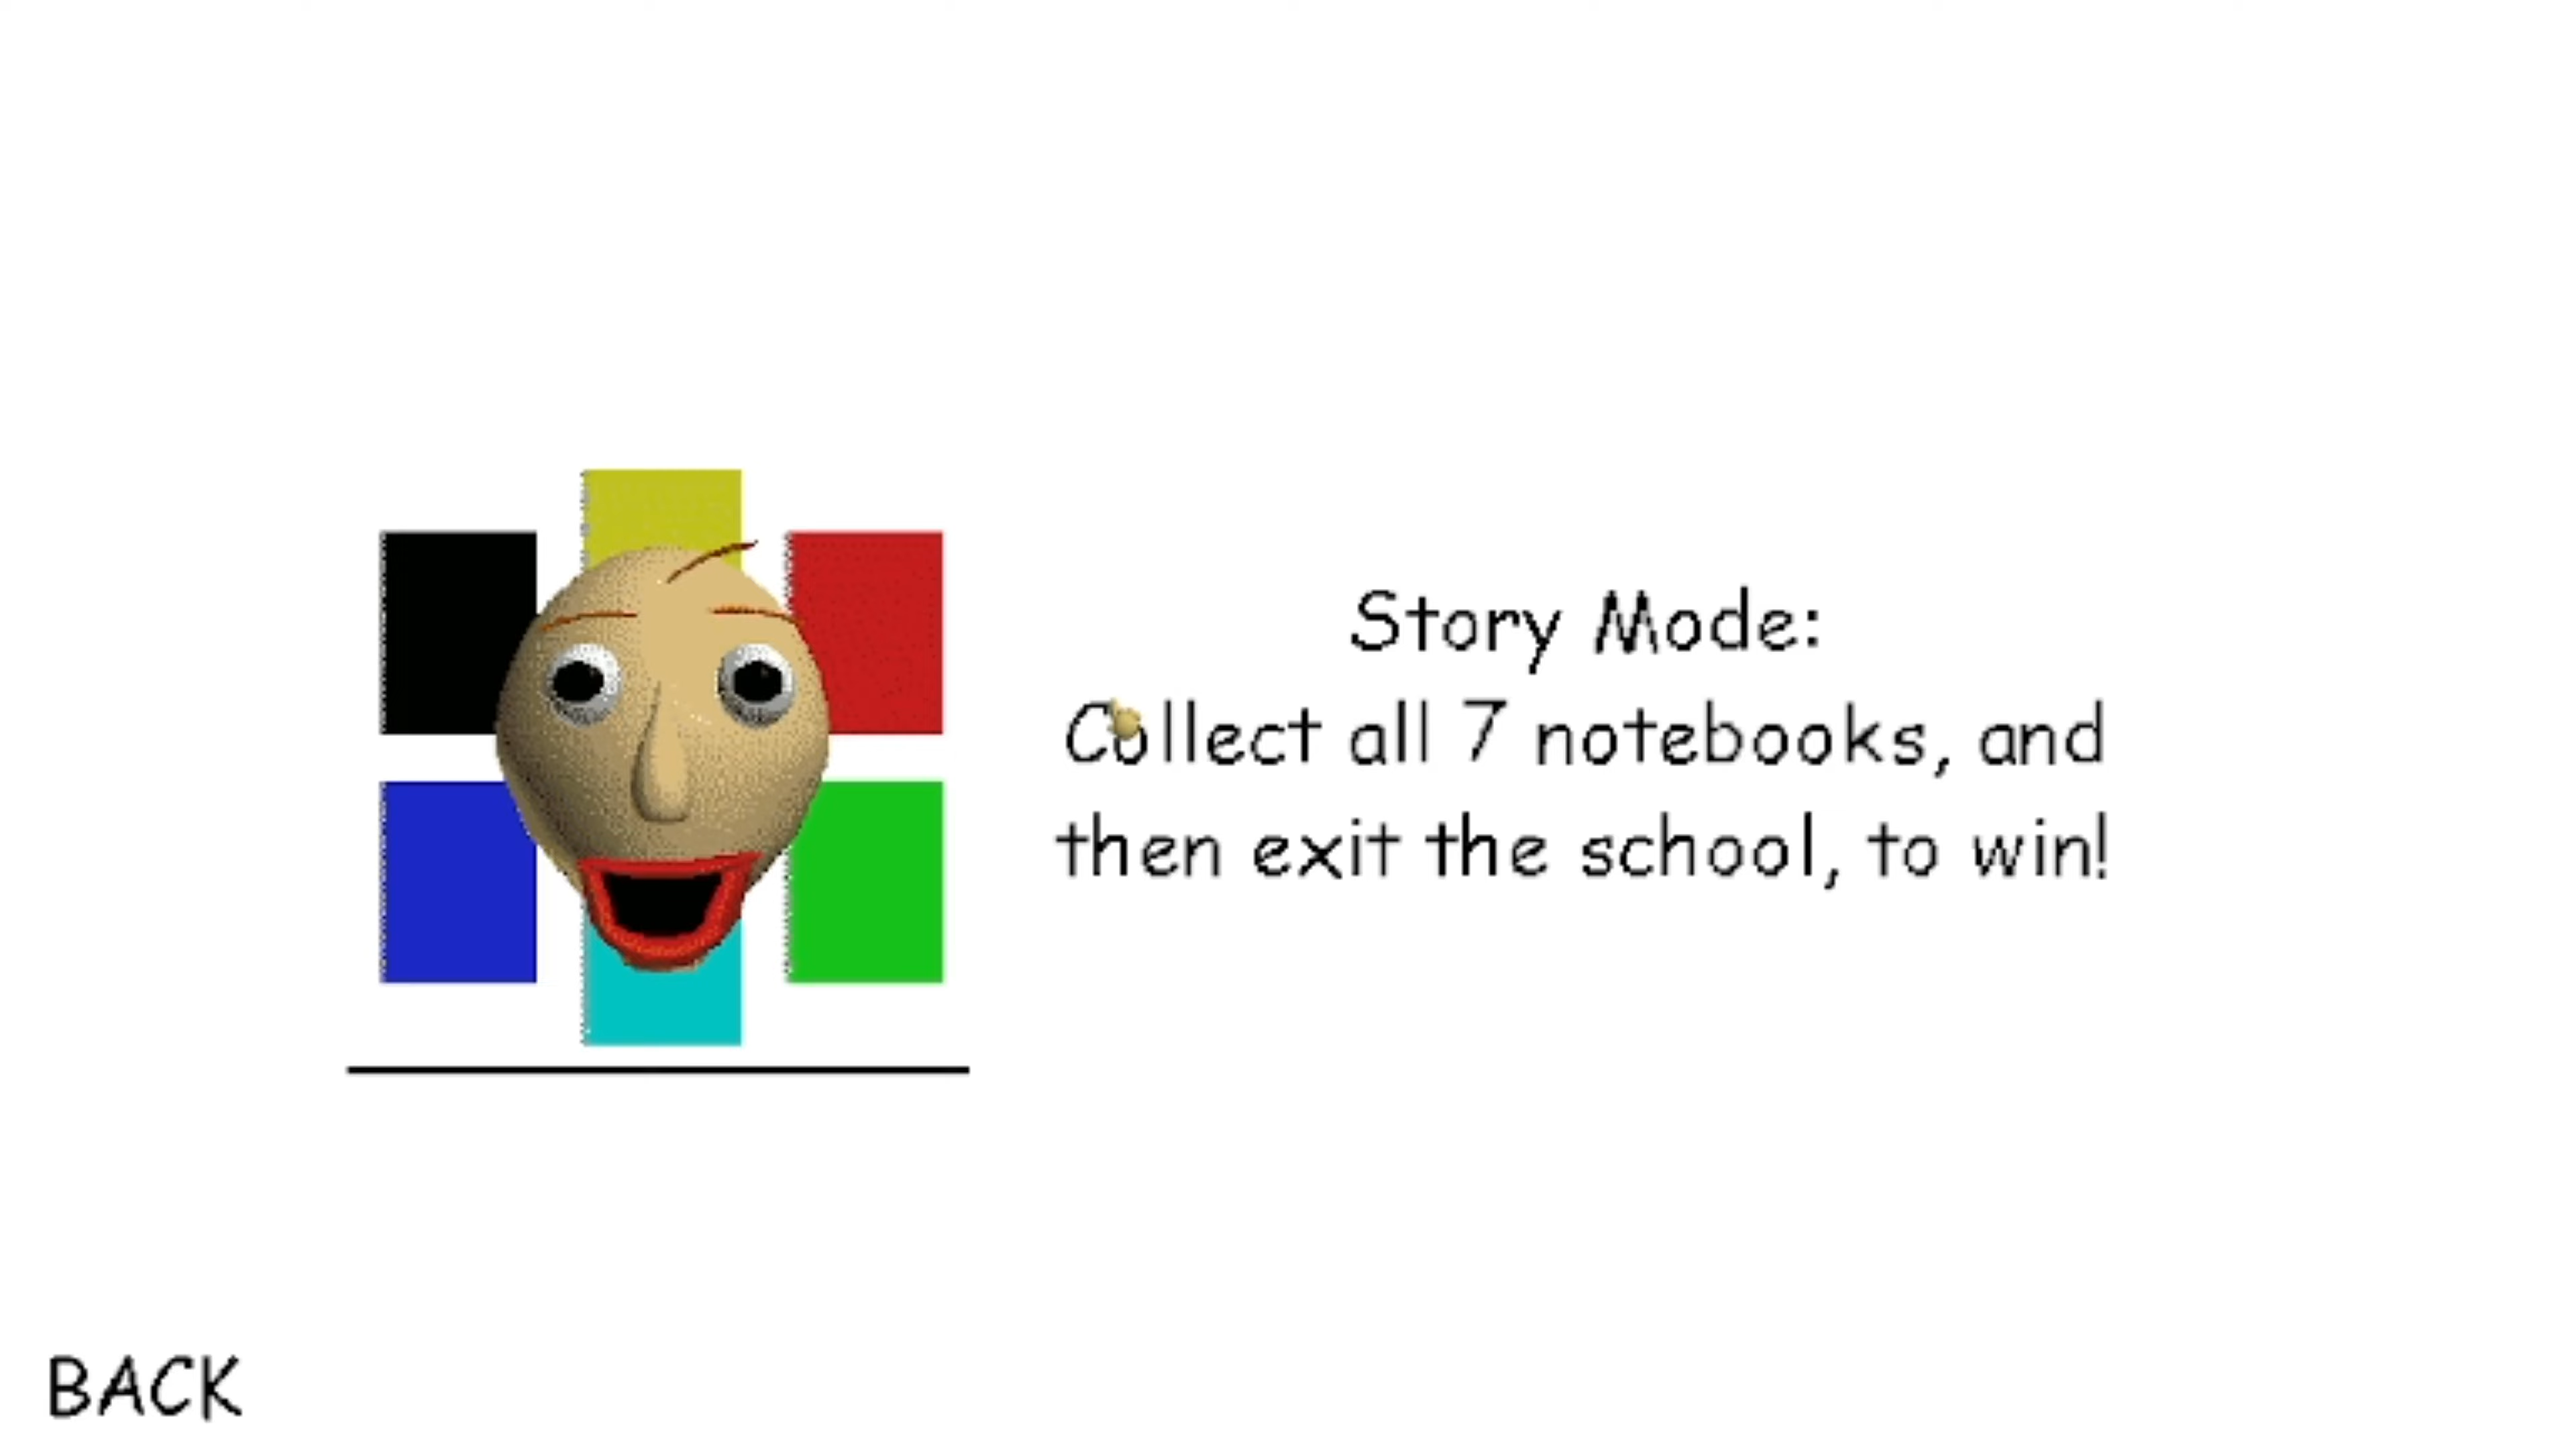 Story Mode:
Collect all 7 notebooks, and
then exit the school, to win!
BACK